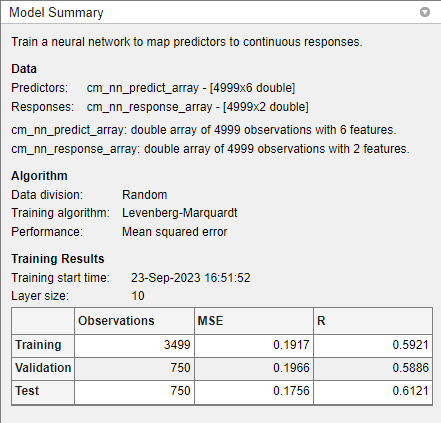 Model Summary
Train a neural network to map predictors to continuous responses.
Data
Predictors: cm_nn_predict_array - [4999x6 double]
Responses: cm_nn_response_array - [4999x2 double]
cm_nn_predict_array: double array of 4999 observations with 6 features.
cm_nn_response_array: double array of 4999 observations with 2 features.
Algorithm
Data division: Random
Training algorithm: Levenberg-Marquardt
Performance: Mean squared error
Training Results
Training start time: 23-Sep-2023 16:51:52
Layer size: 10
Observations MSE R
Training 3499 0.1917 0.5921
Validation 750 0.1966 0.5886
Test 750 0.1756 0.6121